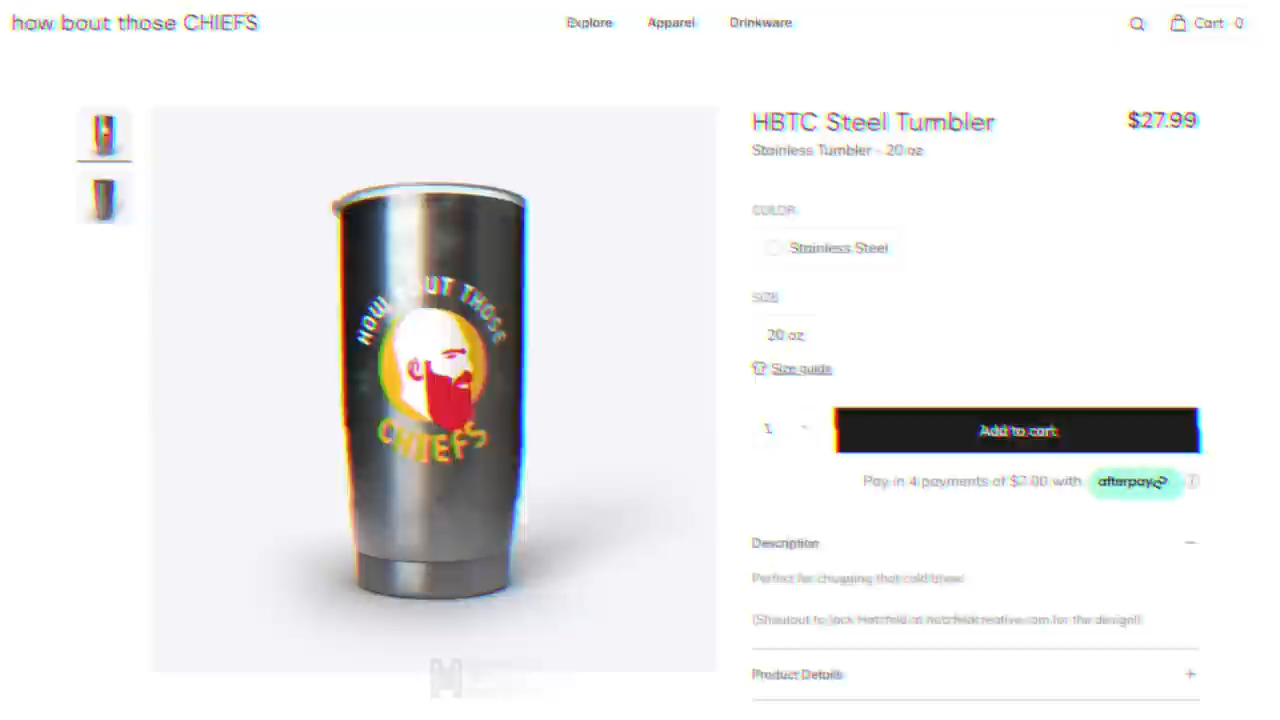 how bout those CHIEFS
Explore Apparel Drinkware
Cart 0
HBTC Steel Tumbler
$27.99
Stainless Tumbler - 20 oz
COLOR
Stainless Steel
SIZE
20 oz
Size guide
HOW BOUT THOSE
CHIEFS
1
Add to cart
Pay in 4 payments of $7.00 with afterpay
Description
Perfect for chugging that cold brew!
(Shoutout to Jack Hatzfeld at hatzfeldcreative.com for the design!)
Product Details